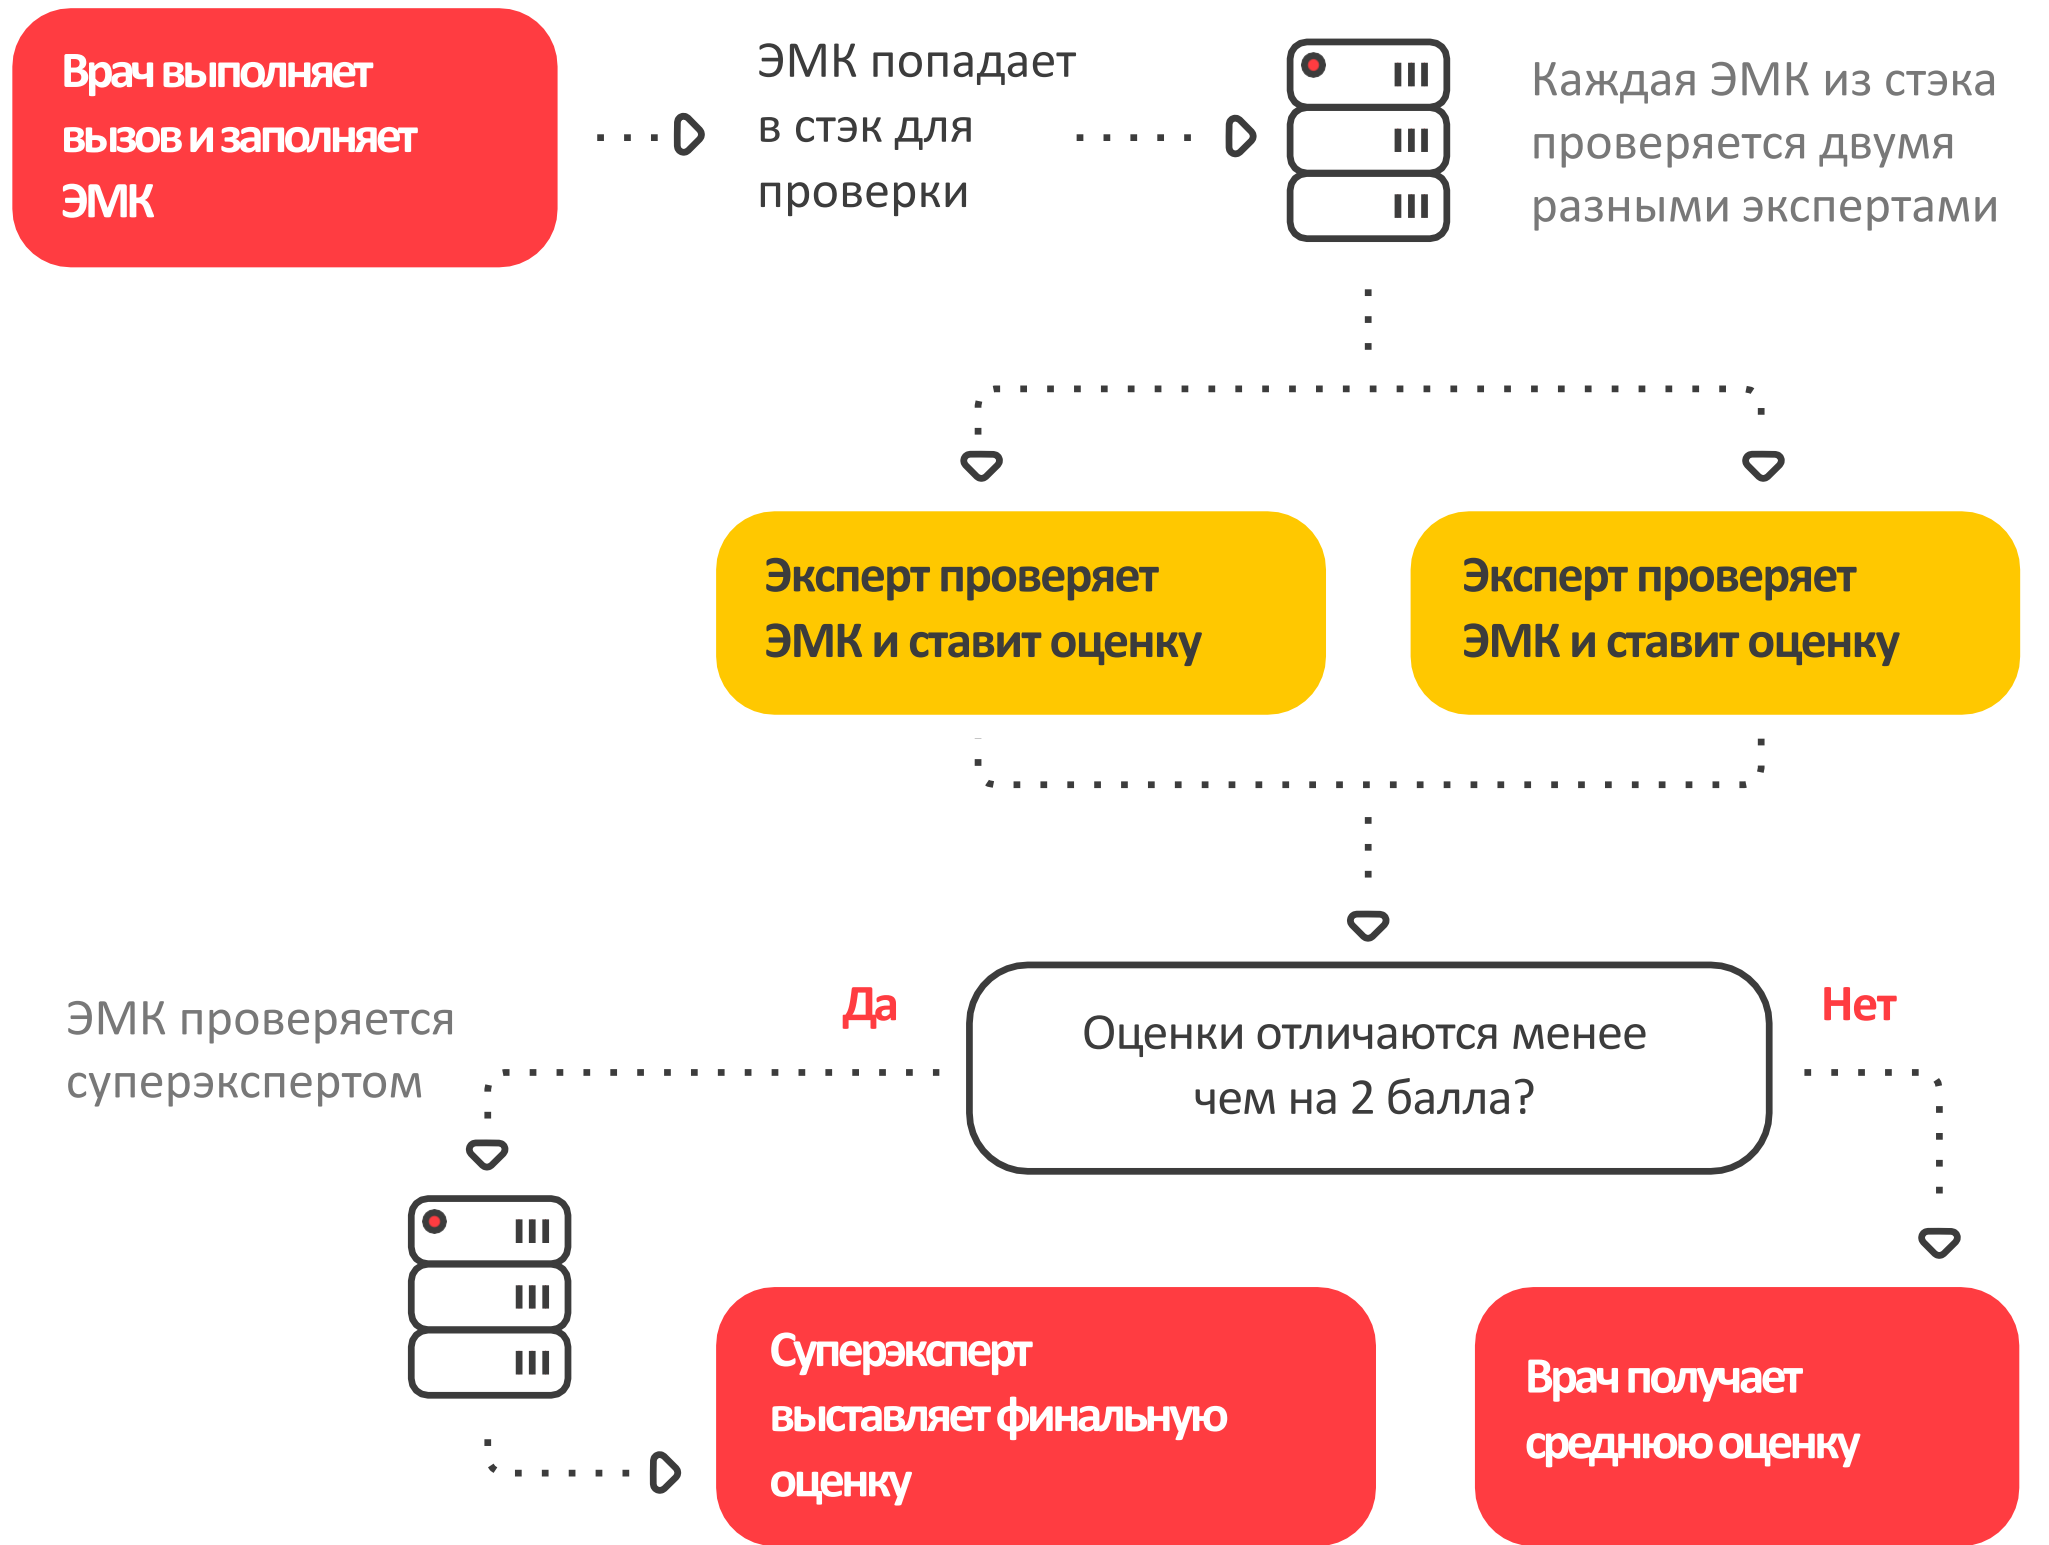 Врач выполняет
вызов и заполняет
ЭМК
ЭМК попадает
в стэк для
проверки
Каждая ЭМК из стэка
проверяется двумя
разными экспертами
Эксперт проверяет
ЭМК и ставит оценку
Эксперт проверяет
ЭМК и ставит оценку
Оценки отличаются менее
чем на 2 балла?
Да
Нет
ЭМК проверяется
суперэкспертом
Суперэксперт
выставляет финальную
оценку
Врач получает
среднюю оценку